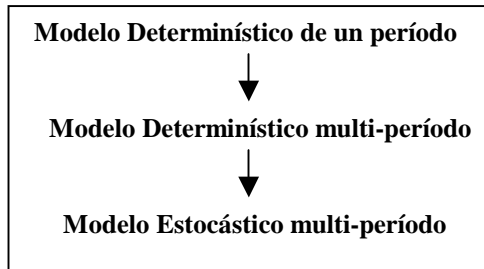 Modelo Determinístico de un período
Modelo Determinístico multi-período
Modelo Estocástico multi-período